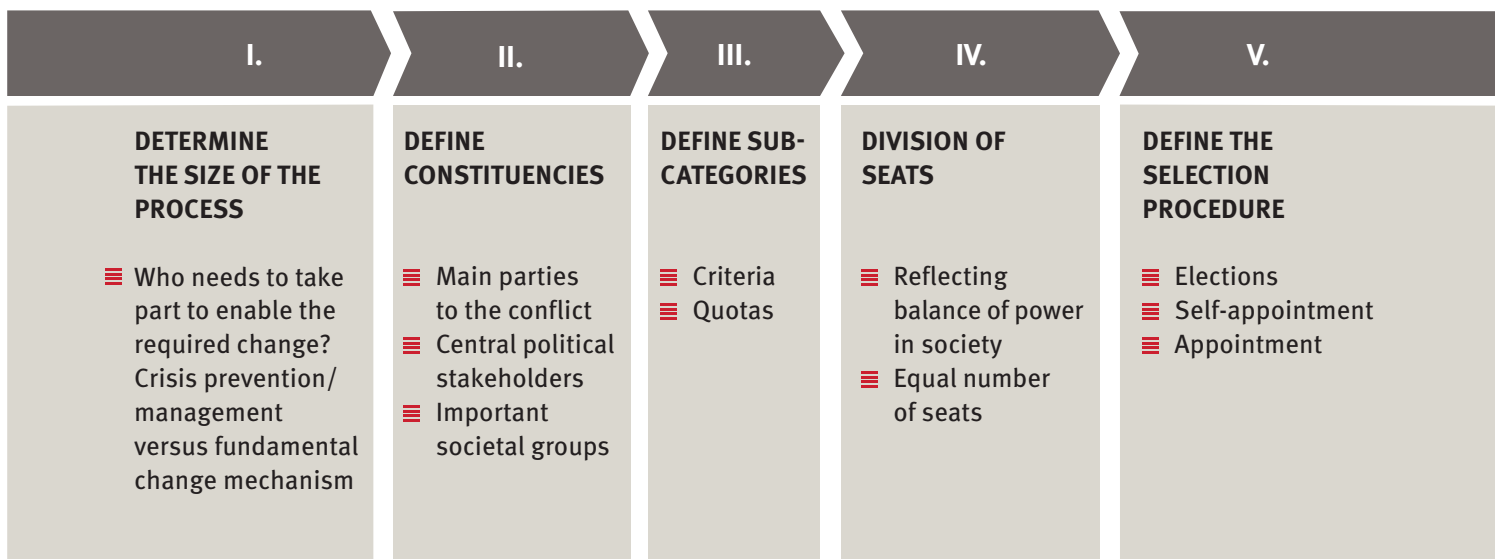 I.
II.
III.
IV.
V.
DETERMINE
THE SIZE OF THE
PROCESS
Who needs to take
part to enable the
required change?
Crisis prevention/
management
versus fundamental
change mechanism
DEFINE
CONSTITUENCIES
Main parties
to the conflict
Central political
stakeholders
Important
societal groups
DEFINE SUB-
CATEGORIES
Criteria
Quotas
DIVISION OF
SEATS
Reflecting
balance of power
in society
Equal number
of seats
DEFINE THE
SELECTION
PROCEDURE
Elections
Self-appointment
Appointment